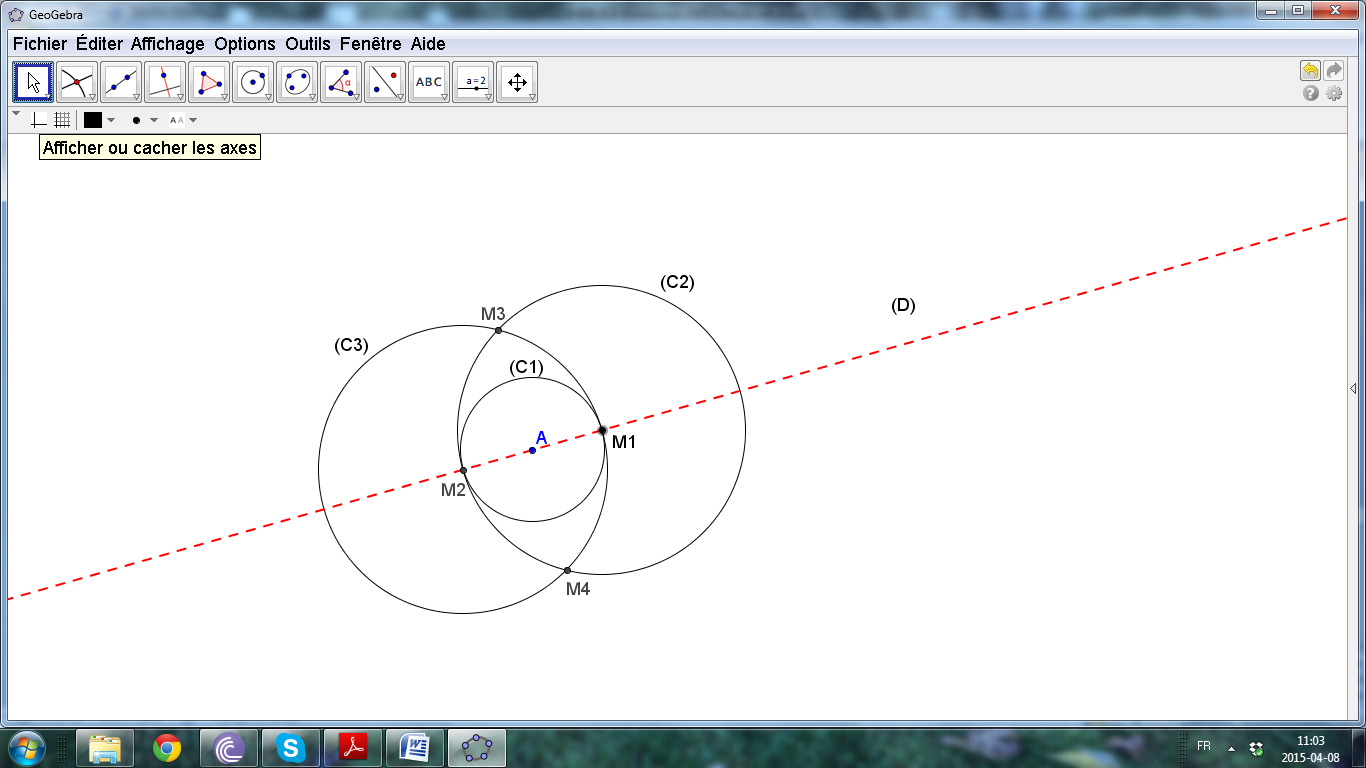 GeoGebra
Fichier Éditer Affichage Options Outils Fenêtre Aide
ABC
a=2
α
A A
Afficher ou cacher les axes
(C2)
(D)
M3
(C3)
(C1)
A
M1
M2
M4
FR
11:03
2015-04-08